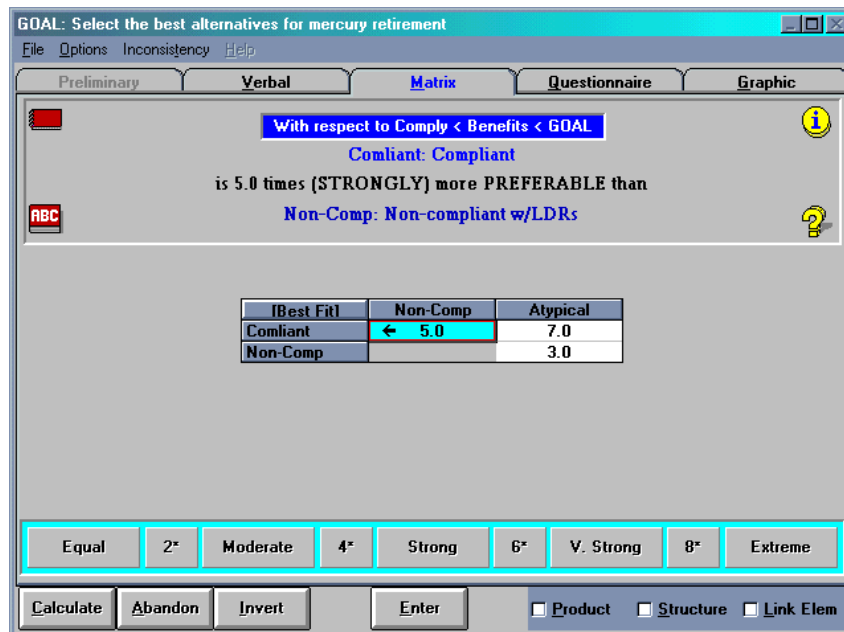 GOAL: Select the best alternatives for mercury retirement
File Options Inconsistency Help
Preliminary Verbal Matrix Questionnaire Graphic
With respect to Comply < Benefits < GOAL
Comliant: Compliant
is 5.0 times (STRONGLY) more PREFERABLE than
ABC
Non-Comp: Non-compliant w/LDRs
[Best Fit] Non-Comp Atypical
Comliant ← 5.0 7.0
Non-Comp 3.0
Equal 2* Moderate 4* Strong 6* V. Strong 8* Extreme
Calculate Abandon Invert Enter Product Structure Link Elem